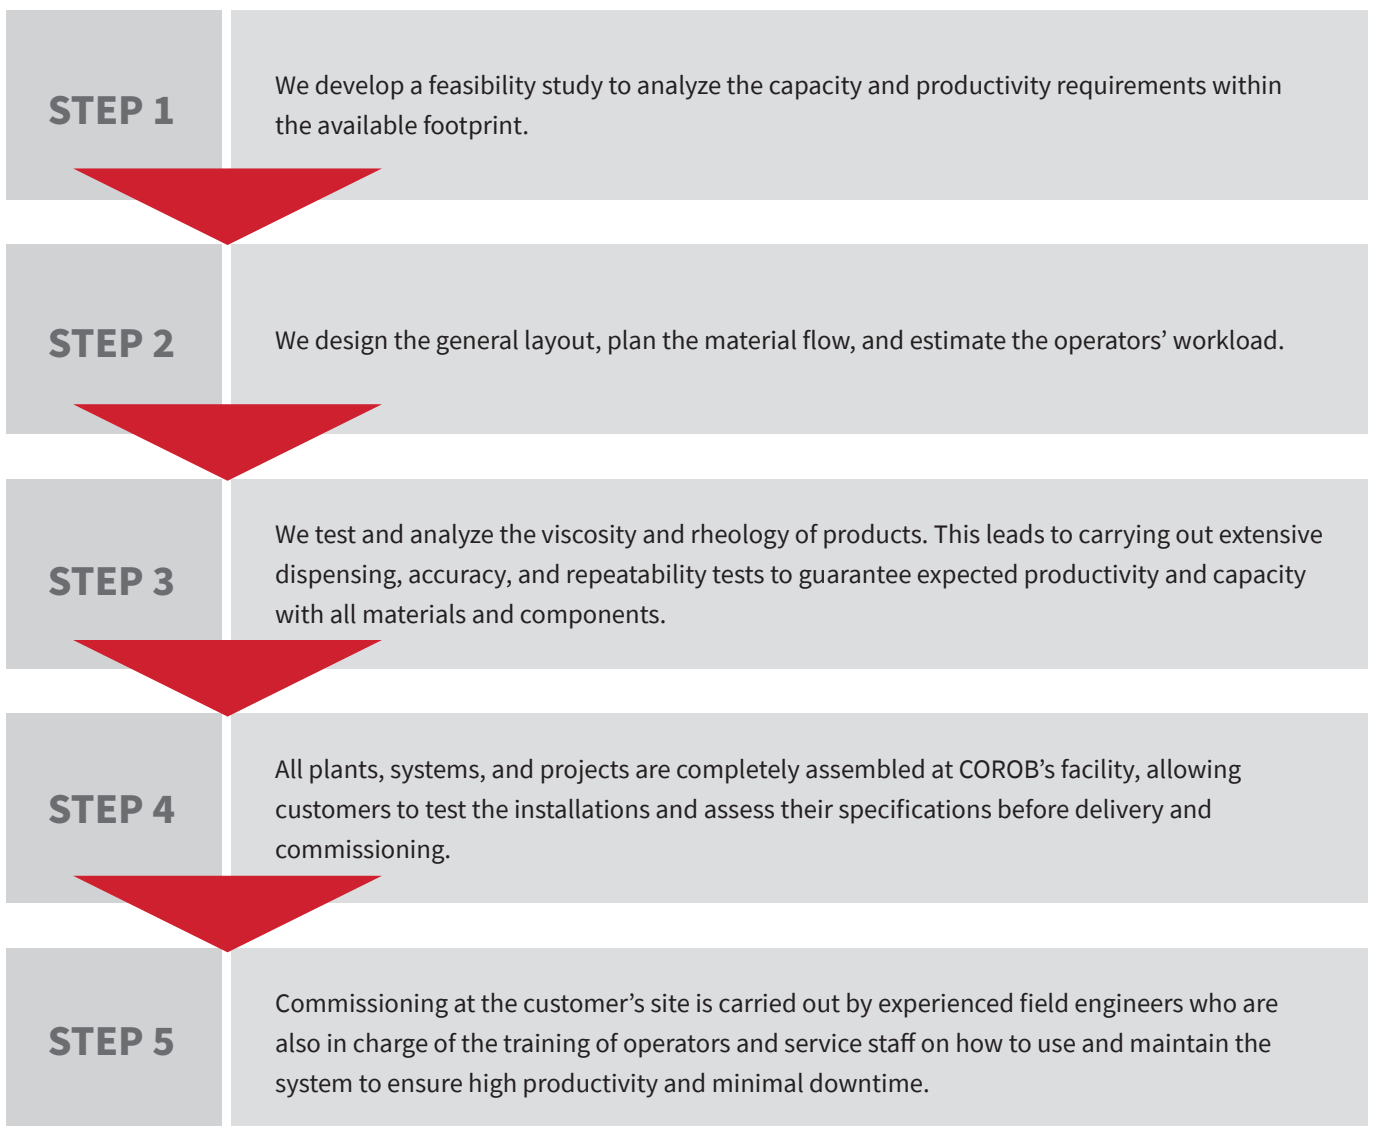 STEP 1
We develop a feasibility study to analyze the capacity and productivity requirements within
the available footprint.
STEP 2
We design the general layout, plan the material flow, and estimate the operators’ workload.
STEP 3
We test and analyze the viscosity and rheology of products. This leads to carrying out extensive
dispensing, accuracy, and repeatability tests to guarantee expected productivity and capacity
with all materials and components.
STEP 4
All plants, systems, and projects are completely assembled at COROB’s facility, allowing
customers to test the installations and assess their specifications before delivery and
commissioning.
STEP 5
Commissioning at the customer’s site is carried out by experienced field engineers who are
also in charge of the training of operators and service staff on how to use and maintain the
system to ensure high productivity and minimal downtime.